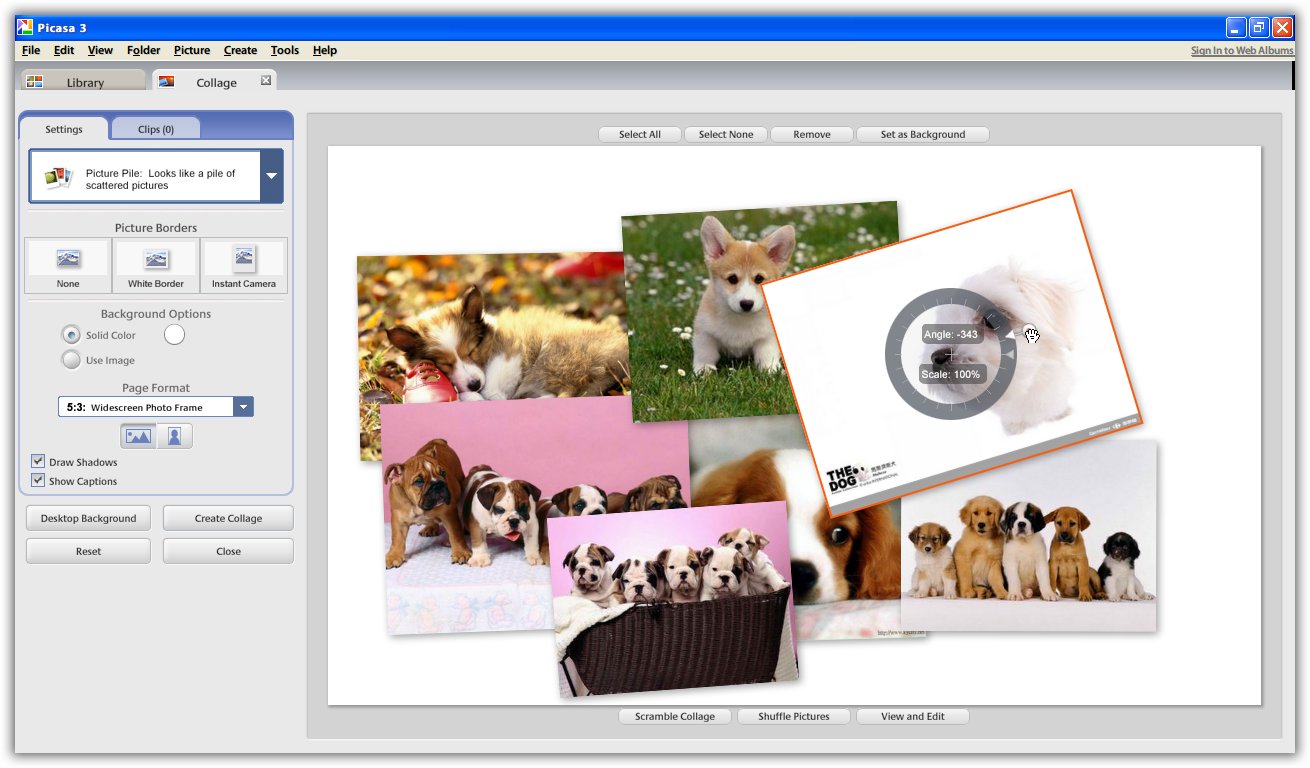 Picasa 3
File Edit View Folder Picture Create Tools Help
Sign In to Web Albums
Library
Collage
Settings
Clips (0)
Picture Pile: Looks like a pile of
scattered pictures
Picture Borders
None
White Border
Instant Camera
Background Options
Solid Color
Use Image
Page Format
5:3: Widescreen Photo Frame
Draw Shadows
Show Captions
Desktop Background
Create Collage
Reset
Close
Select All
Select None
Remove
Set as Background
Angle: -343
Scale: 100%
THE
DOG
Scramble Collage
Shuffle Pictures
View and Edit